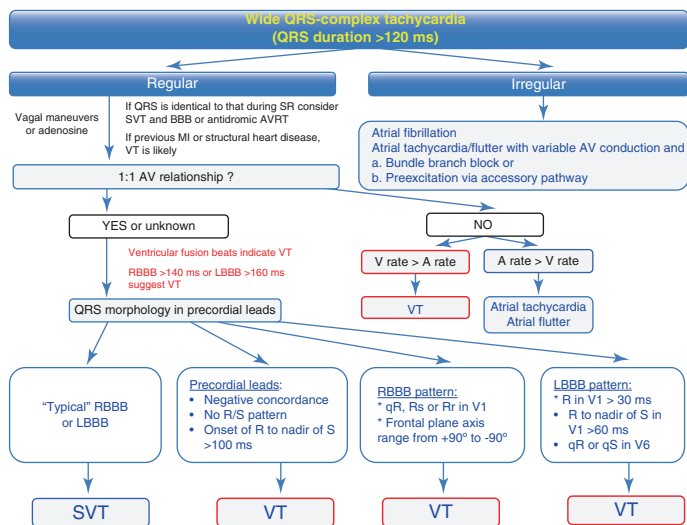 Wide QRS-complex tachycardia
(QRS duration >120 ms)
Regular
Irregular
Vagal maneuvers
or adenosine
If QRS is identical to that during SR consider
SVT and BBB or antidromic AVRT
If previous MI or structural heart disease,
VT is likely
Atrial fibrillation
Atrial tachycardia/flutter with variable AV conduction and
a. Bundle branch block or
b. Preexcitation via accessory pathway
1:1 AV relationship ?
YES or unknown
NO
Ventricular fusion beats indicate VT
RBBB >140 ms or LBBB >160 ms
suggest VT
V rate > A rate
A rate > V rate
VT
Atrial tachycardia
Atrial flutter
QRS morphology in precordial leads
"Typical" RBBB
or LBBB
Precordial leads:
• Negative concordance
• No R/S pattern
• Onset of R to nadir of S
>100 ms
RBBB pattern:
* qR, Rs or Rr in V1
* Frontal plane axis
range from +90º to -90º
LBBB pattern:
* R in V1 > 30 ms
• R to nadir of S in
V1 >60 ms
• qR or qS in V6
SVT
VT
VT
VT